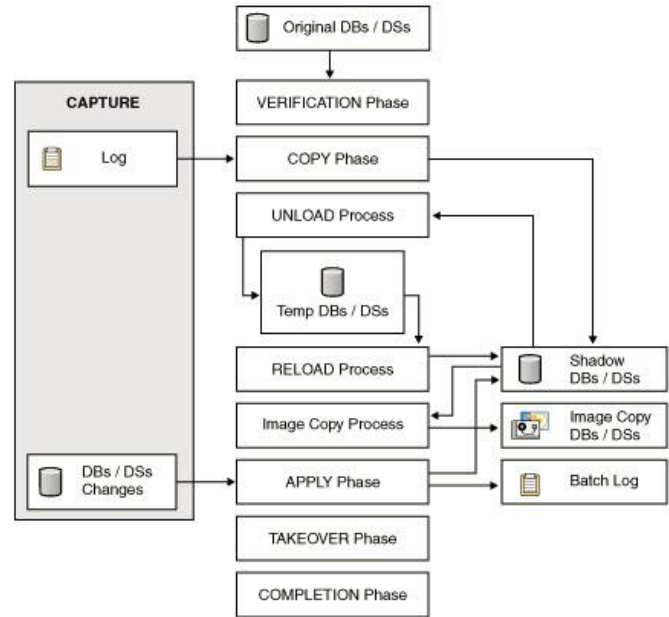 Original DBs / DSs
CAPTURE
VERIFICATION Phase
Log
COPY Phase
UNLOAD Process
Temp DBs / DSs
RELOAD Process
Shadow
DBs / DSs
Image Copy Process
Image Copy
DBs / DSs
DBs / DSs
Changes
APPLY Phase
Batch Log
TAKEOVER Phase
COMPLETION Phase